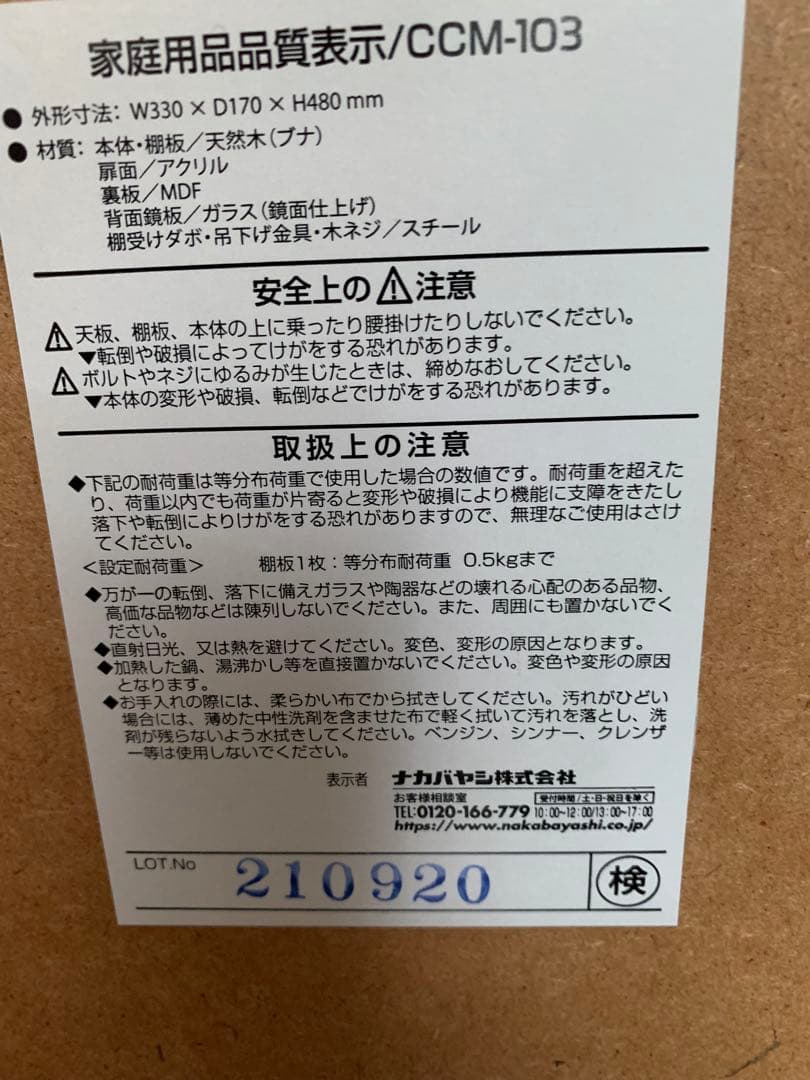 家庭用品品質表示/CCM-103
● 外形寸法： W330 × D170 × H480 mm
● 材質： 本体・棚板／天然木（ブナ）
扉面／アクリル
裏板／MDF
背面鏡板／ガラス（鏡面仕上げ）
棚受けダボ・吊下げ金具・木ネジ／スチール
安全上の⚠注意
⚠天板、棚板、本体の上に乗ったり腰掛けたりしないでください。
▼転倒や破損によってけがをする恐れがあります。
⚠ボルトやネジにゆるみが生じたときは、締めなおしてください。
▼本体の変形や破損、転倒などでけがをする恐れがあります。
取扱上の注意
◆下記の耐荷重は等分布荷重で使用した場合の数値です。耐荷重を超えた
り、荷重以内でも荷重が片寄ると変形や破損により機能に支障をきたし
落下や転倒によりけがをする恐れがありますので、無理なご使用はさけ
てください。
＜設定耐荷重＞ 棚板1枚：等分布耐荷重 0.5kgまで
◆万が一の転倒、落下に備えガラスや陶器などの壊れる心配のある品物、
高価な品物などは陳列しないでください。また、周囲にも置かないでく
ださい。
◆直射日光、又は熱を避けてください。変色、変形の原因となります。
◆加熱した鍋、湯沸かし等を直接置かないでください。変色や変形の原因
となります。
◆お手入れの際には、柔らかい布でから拭きしてください。汚れがひどい
場合には、薄めた中性洗剤を含ませた布で軽く拭いて汚れを落とし、洗
剤が残らないよう水拭きしてください。ベンジン、シンナー、クレンザ
ー等は使用しないでください。
表示者 ナカバヤシ株式会社
お客様相談室 受付時間／土・日・祝日を除く
TEL:0120-166-779 10:00~12:00/13:00~17:00
https://www.nakabayashi.co.jp/
LOT.No 210920 検